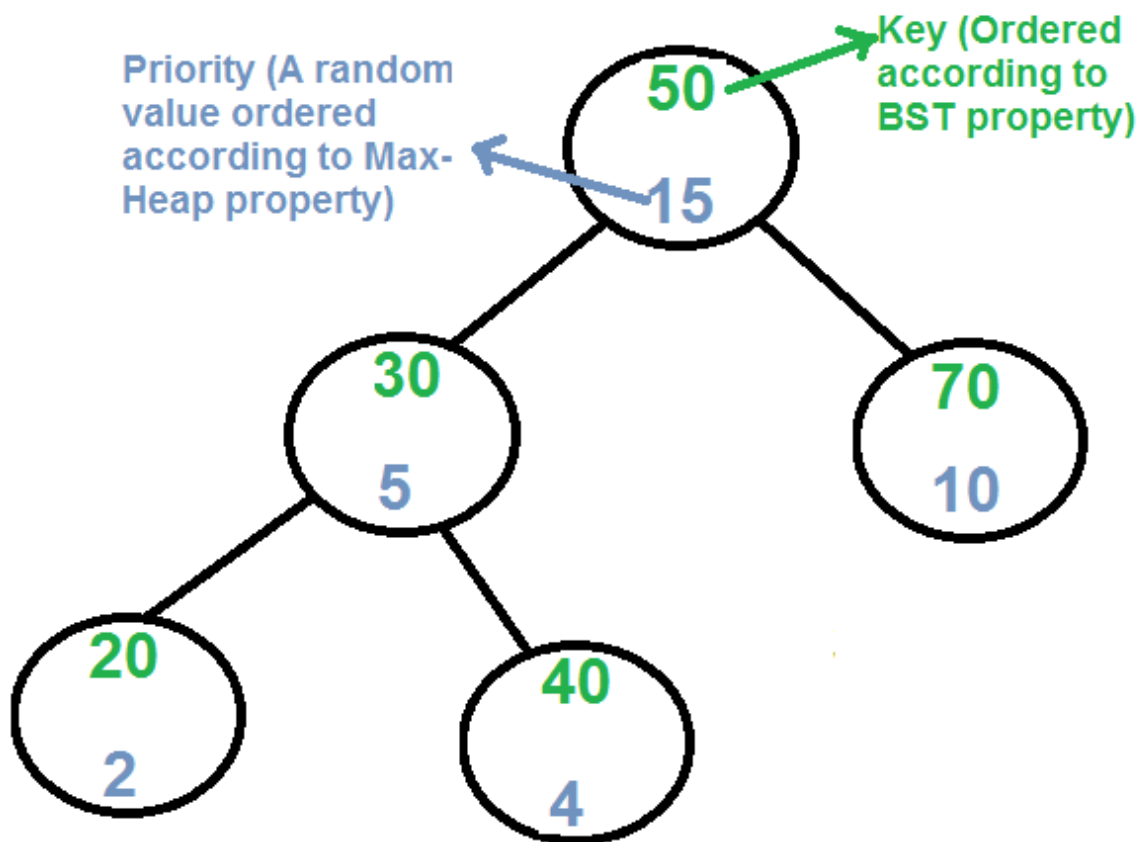 Priority (A random
value ordered
according to Max-
Heap property)
Key (Ordered
according to
BST property)
50
15
30
5
70
10
20
2
40
4